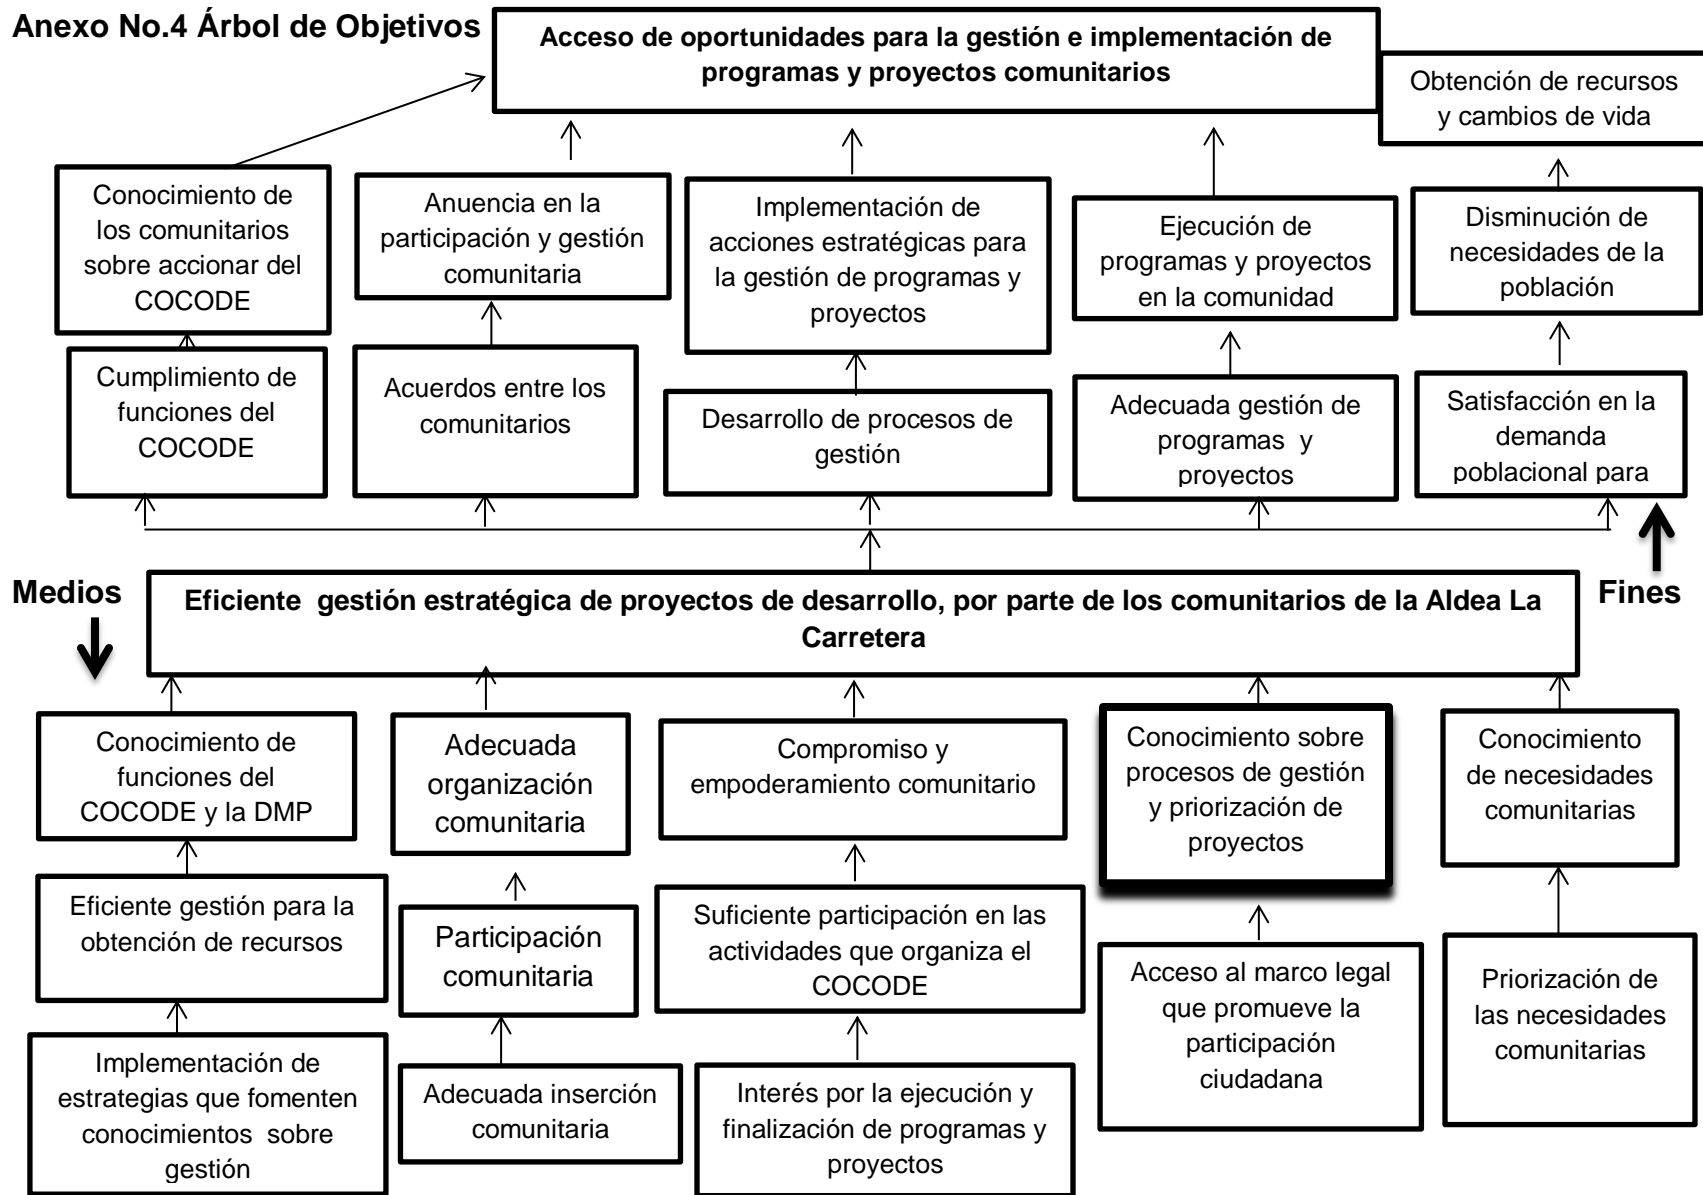 Anexo No.4 Árbol de Objetivos
Acceso de oportunidades para la gestión e implementación de
programas y proyectos comunitarios
Obtención de recursos
y cambios de vida
Conocimiento de
los comunitarios
sobre accionar del
COCODE
Anuencia en la
participación y gestión
comunitaria
Implementación de
acciones estratégicas para
la gestión de programas y
proyectos
Ejecución de
programas y proyectos
en la comunidad
Disminución de
necesidades de la
población
Cumplimiento de
funciones del
COCODE
Acuerdos entre los
comunitarios
Desarrollo de procesos de
gestión
Adecuada gestión de
programas y
proyectos
Satisfacción en la
demanda
poblacional para
Medios
Eficiente gestión estratégica de proyectos de desarrollo, por parte de los comunitarios de la Aldea La
Carretera
Fines
Conocimiento de
funciones del
COCODE y la DMP
Adecuada
organización
comunitaria
Compromiso y
empoderamiento comunitario
Conocimiento sobre
procesos de gestión
y priorización de
proyectos
Conocimiento
de necesidades
comunitarias
Eficiente gestión para la
obtención de recursos
Participación
comunitaria
Suficiente participación en las
actividades que organiza el
COCODE
Acceso al marco legal
que promueve la
participación
ciudadana
Priorización de
las necesidades
comunitarias
Implementación de
estrategias que fomenten
conocimientos sobre
gestión
Adecuada inserción
comunitaria
Interés por la ejecución y
finalización de programas y
proyectos